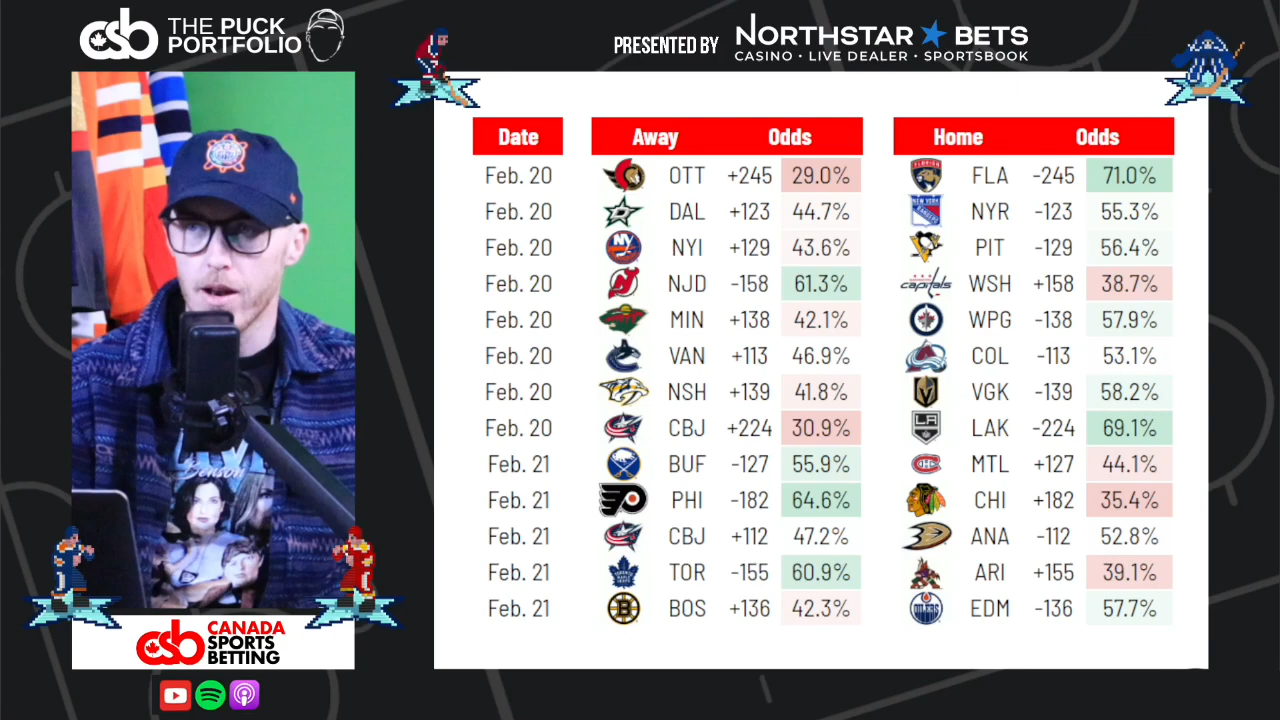 csb THE PUCK
PORTFOLIO
PRESENTED BY NORTHSTAR BETS
CASINO · LIVE DEALER · SPORTSBOOK
Date Away Odds Home Odds
Feb. 20 OTT +245 29.0% FLA -245 71.0%
Feb. 20 DAL +123 44.7% NYR -123 55.3%
Feb. 20 NYI +129 43.6% PIT -129 56.4%
Feb. 20 NJD -158 61.3% WSH +158 38.7%
Feb. 20 MIN +138 42.1% WPG -138 57.9%
Feb. 20 VAN +113 46.9% COL -113 53.1%
Feb. 20 NSH +139 41.8% VGK -139 58.2%
Feb. 20 CBJ +224 30.9% LAK -224 69.1%
Feb. 21 BUF -127 55.9% MTL +127 44.1%
Feb. 21 PHI -182 64.6% CHI +182 35.4%
Feb. 21 CBJ +112 47.2% ANA -112 52.8%
Feb. 21 TOR -155 60.9% ARI +155 39.1%
Feb. 21 BOS +136 42.3% EDM -136 57.7%
Benson
csb CANADA
SPORTS
BETTING